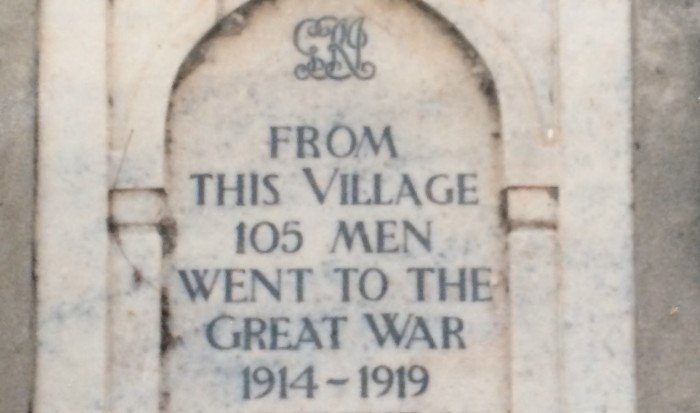 FROM
THIS VILLAGE
105 MEN
WENT TO THE
GREAT WAR
1914-1919